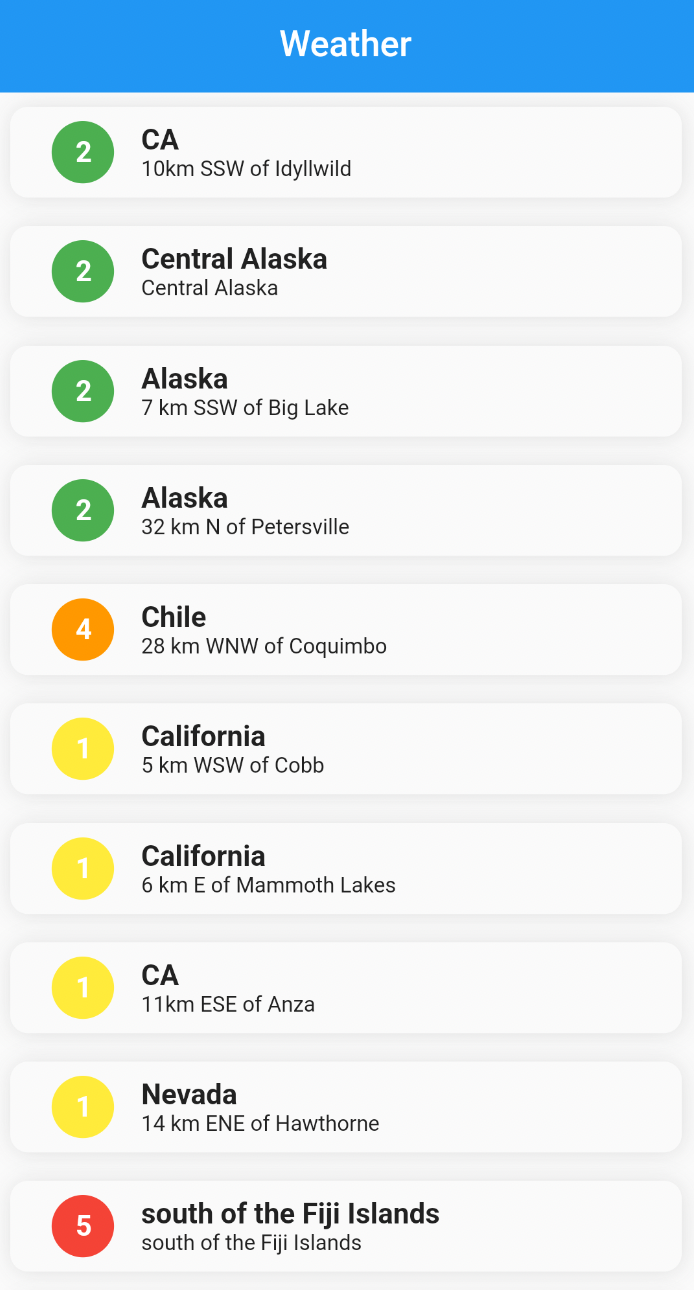 Weather
2
CA
10km SSW of Idyllwild
2
Central Alaska
Central Alaska
2
Alaska
7 km SSW of Big Lake
2
Alaska
32 km N of Petersville
4
Chile
28 km WNW of Coquimbo
1
California
5 km WSW of Cobb
1
California
6 km E of Mammoth Lakes
1
CA
11km ESE of Anza
1
Nevada
14 km ENE of Hawthorne
5
south of the Fiji Islands
south of the Fiji Islands